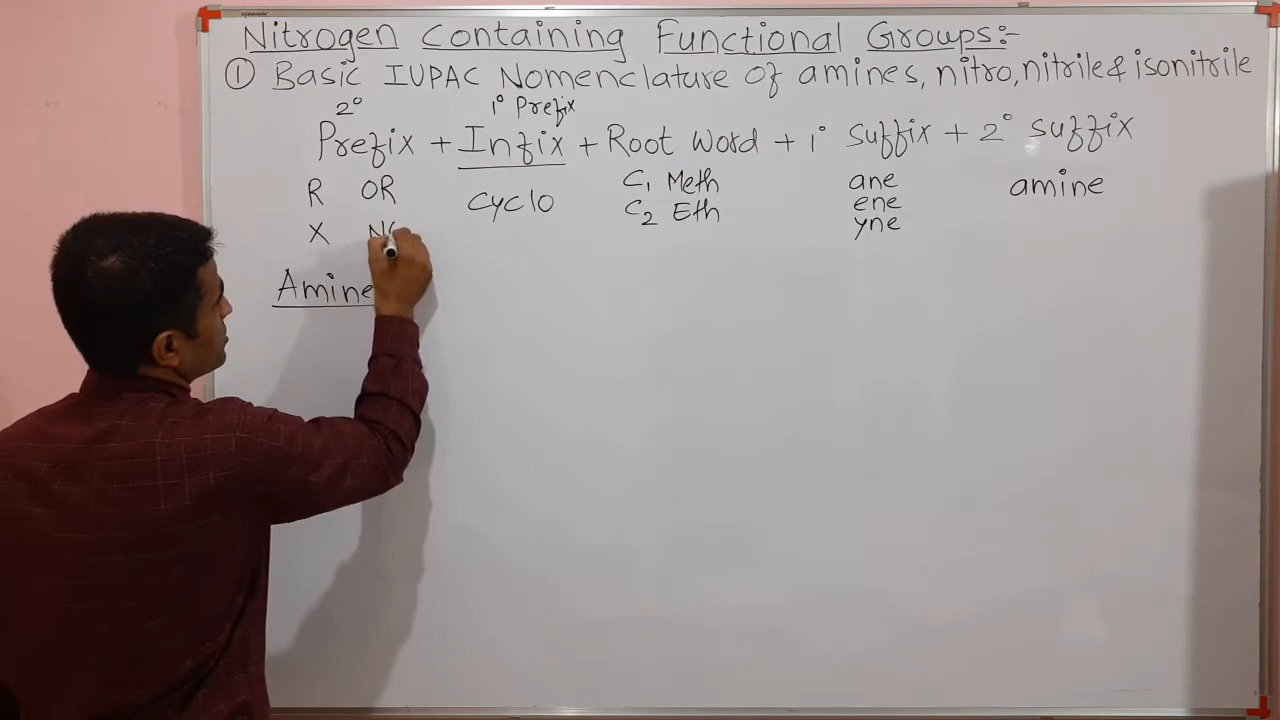 Nitrogen Containing Functional Groups:-
① Basic IUPAC Nomenclature of amines, nitro, nitrile & isonitrile
2° 1° Prefix
Prefix + Infix + Root Word + 1° Suffix + 2° Suffix
R OR Cyclo C1 Meth ane amine
C2 Eth ene
X N yne
Amine